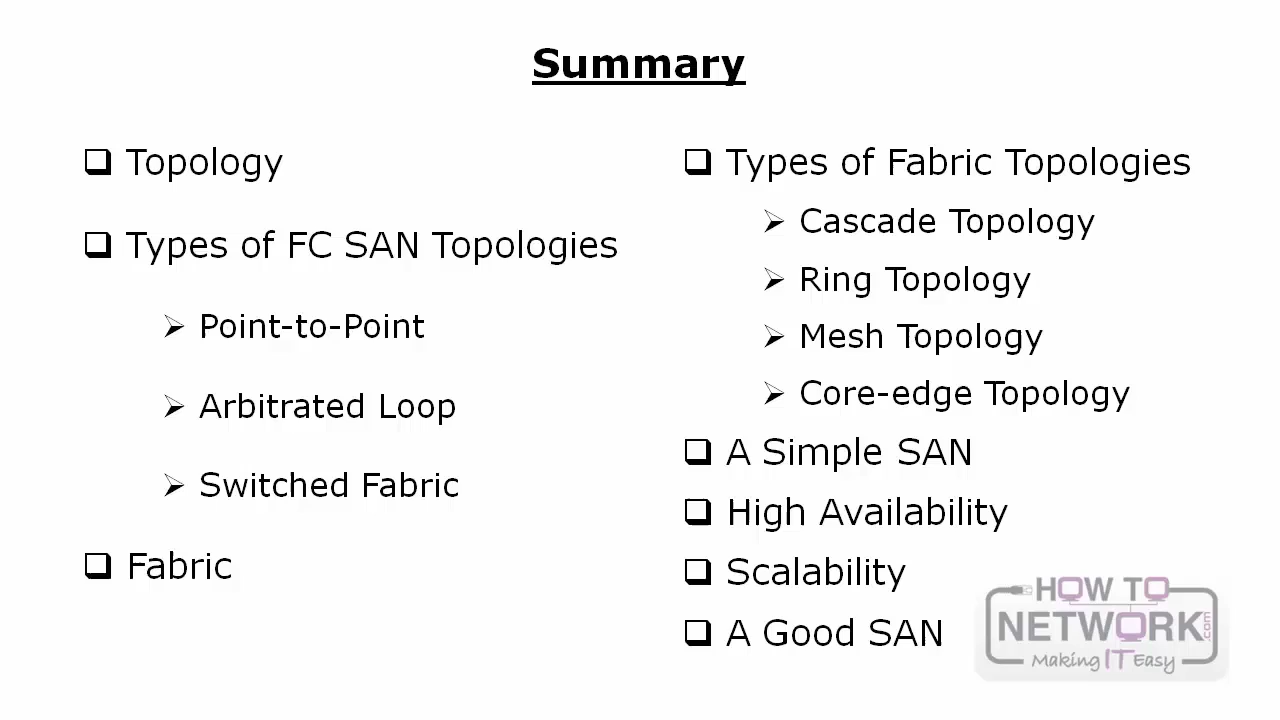 Summary
Topology
Types of FC SAN Topologies
Point-to-Point
Arbitrated Loop
Switched Fabric
Fabric
Types of Fabric Topologies
Cascade Topology
Ring Topology
Mesh Topology
Core-edge Topology
A Simple SAN
High Availability
Scalability
A Good SAN
HOW TO
NETWORK.com
Making IT Easy